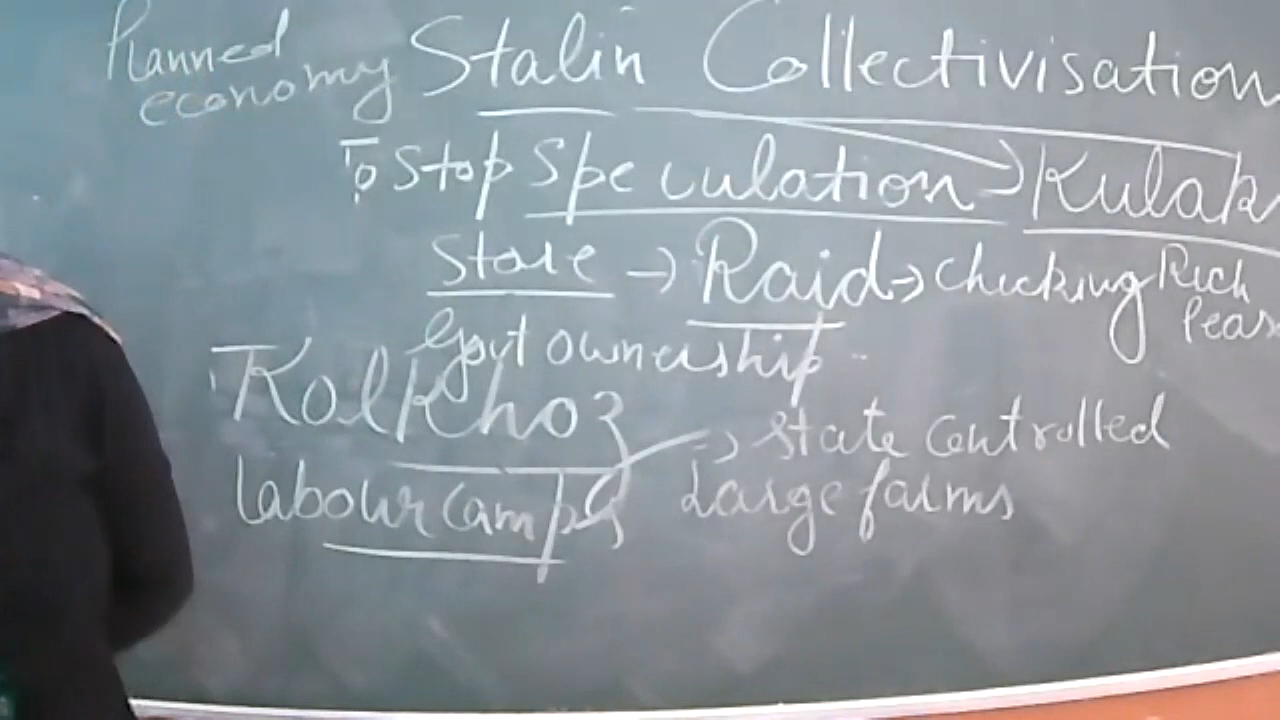 Planned
economy
Stalin Collectivisation
To Stop Speculation → Kulak
Store → Raid → checking
Rich
Peas
Govt ownership
Kolkhoz → state controlled
Large farms
labour camps